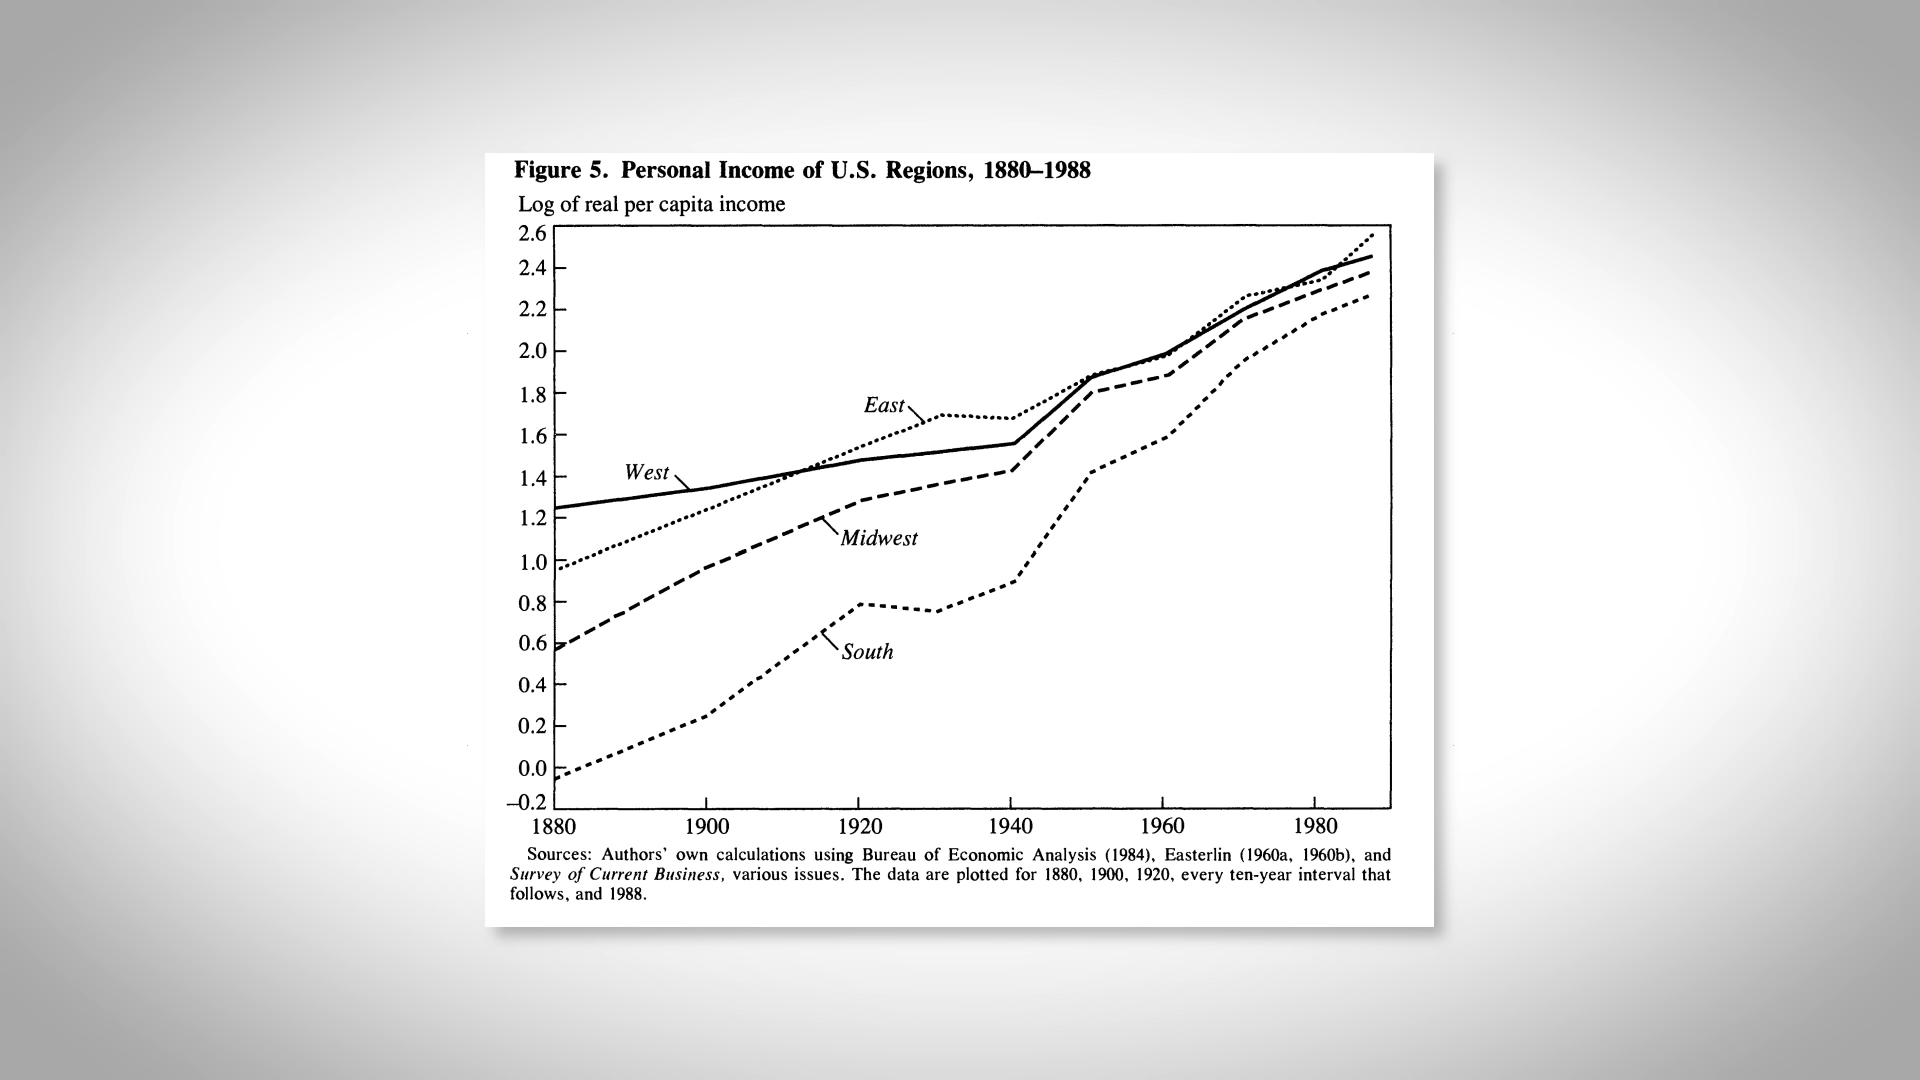 Figure 5. Personal Income of U.S. Regions, 1880–1988
Log of real per capita income
2.6
2.4
2.2
2.0
1.8
East
1.6
West
1.4
1.2
Midwest
1.0
0.8
0.6
South
0.4
0.2
0.0
–0.2
1880 1900 1920 1940 1960 1980
Sources: Authors' own calculations using Bureau of Economic Analysis (1984), Easterlin (1960a, 1960b), and
Survey of Current Business, various issues. The data are plotted for 1880, 1900, 1920, every ten-year interval that
follows, and 1988.